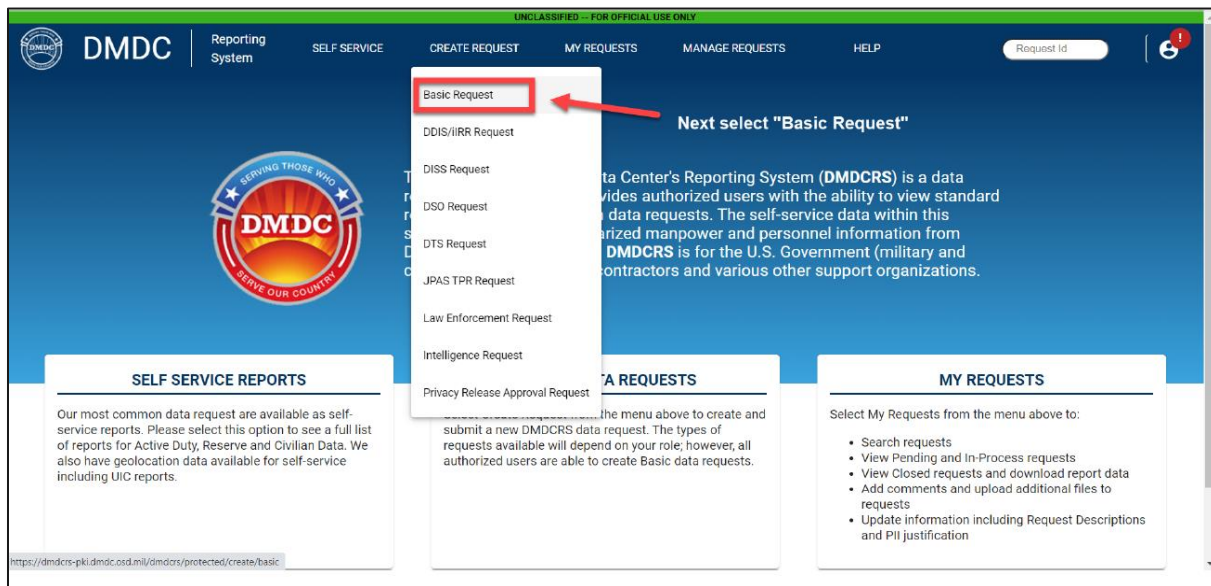 UNCLASSIFIED -- FOR OFFICIAL USE ONLY
DMDC
DMDC
Reporting
System
SELF SERVICE
CREATE REQUEST
MY REQUESTS
MANAGE REQUESTS
HELP
Request Id
!
Basic Request
Next select "Basic Request"
DDIS/iIRR Request
DISS Request
DSO Request
DTS Request
JPAS TPR Request
Law Enforcement Request
Intelligence Request
Privacy Release Approval Request
SERVING THOSE WHO
DMDC
SERVE OUR COUNTRY
T ta Center's Reporting System (DMDCRS) is a data
r vides authorized users with the ability to view standard
r data requests. The self-service data within this
s arized manpower and personnel information from
D DMDCRS is for the U.S. Government (military and
c contractors and various other support organizations.
SELF SERVICE REPORTS
Our most common data request are available as self-
service reports. Please select this option to see a full list
of reports for Active Duty, Reserve and Civilian Data. We
also have geolocation data available for self-service
including UIC reports.
TA REQUESTS
Select Create Request from the menu above to create and
submit a new DMDCRS data request. The types of
requests available will depend on your role; however, all
authorized users are able to create Basic data requests.
MY REQUESTS
Select My Requests from the menu above to:
• Search requests
• View Pending and In-Process requests
• View Closed requests and download report data
• Add comments and upload additional files to
requests
• Update information including Request Descriptions
and PII justification
https://dmdcrs-pki.dmdc.osd.mil/dmdcrs/protected/create/basic